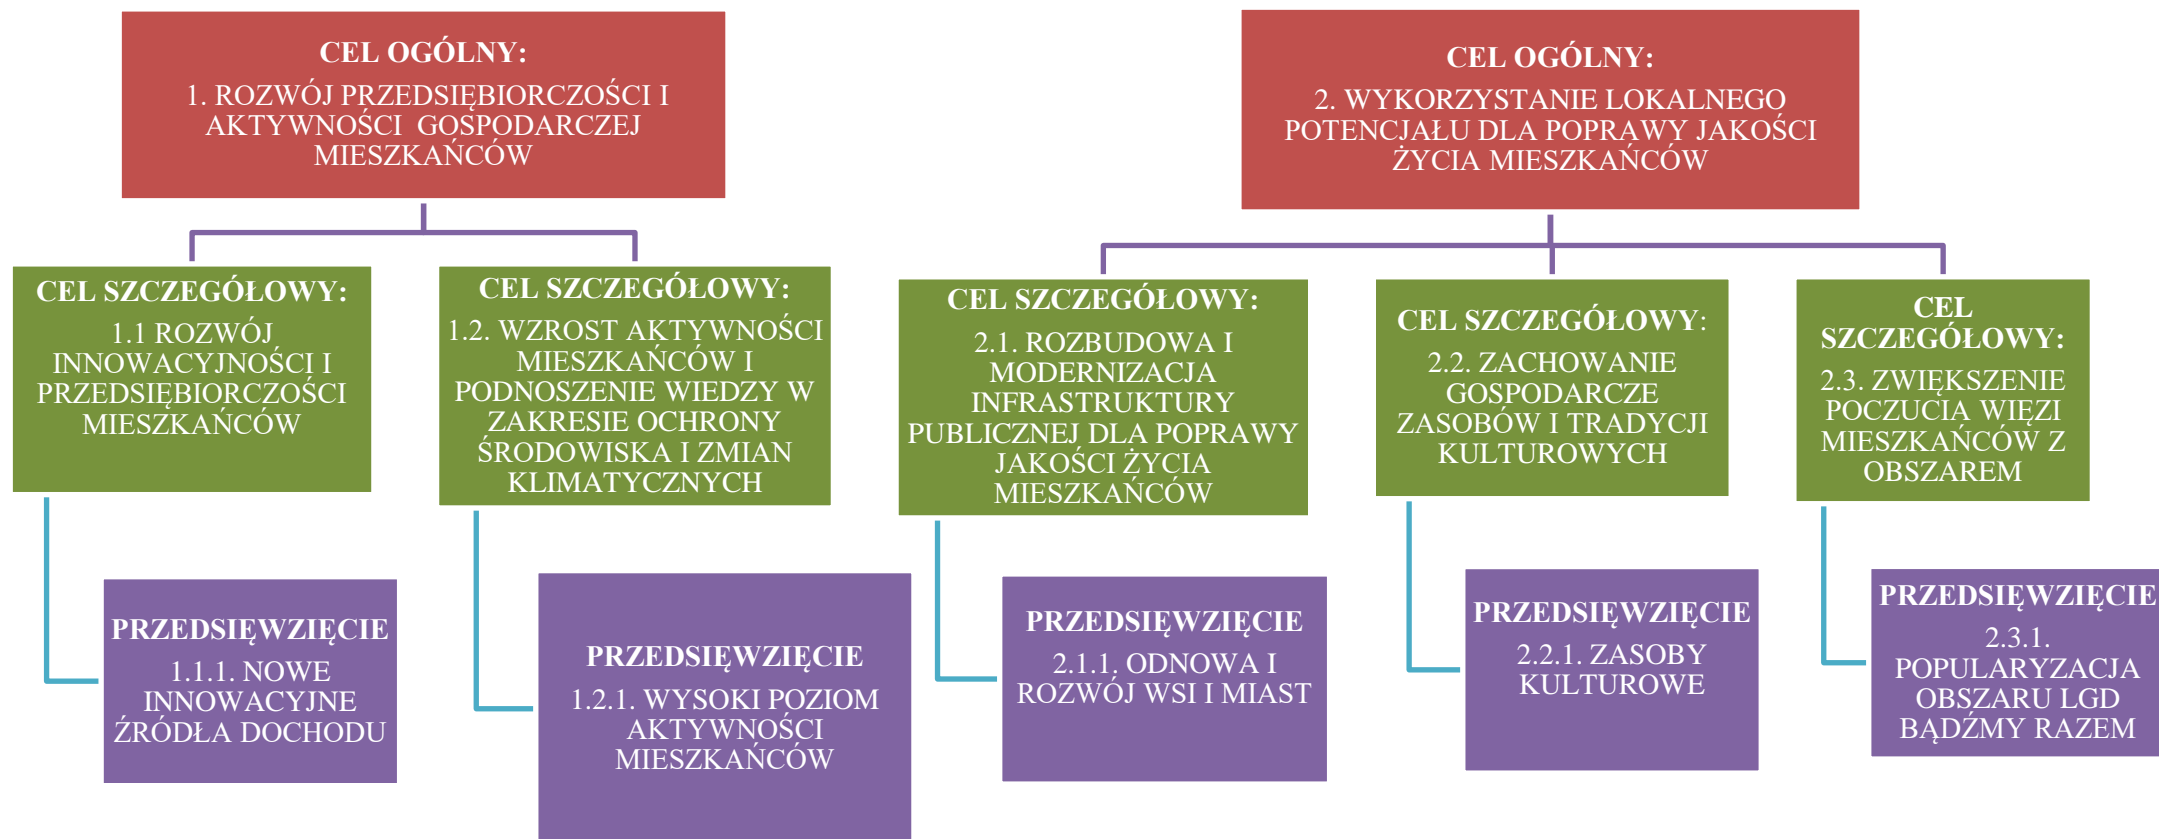 CEL OGÓLNY:
1. ROZWÓJ PRZEDSIĘBIORCZOŚCI I
AKTYWNOŚCI GOSPODARCZEJ
MIESZKAŃCÓW
CEL OGÓLNY:
2. WYKORZYSTANIE LOKALNEGO
POTENCJAŁU DLA POPRAWY JAKOŚCI
ŻYCIA MIESZKAŃCÓW
CEL SZCZEGÓŁOWY:
1.1 ROZWÓJ
INNOWACYJNOŚCI I
PRZEDSIĘBIORCZOŚCI
MIESZKAŃCÓW
CEL SZCZEGÓŁOWY:
1.2. WZROST AKTYWNOŚCI
MIESZKAŃCÓW I
PODNOSZENIE WIEDZY W
ZAKRESIE OCHRONY
ŚRODOWISKA I ZMIAN
KLIMATYCZNYCH
CEL SZCZEGÓŁOWY:
2.1. ROZBUDOWA I
MODERNIZACJA
INFRASTRUKTURY
PUBLICZNEJ DLA POPRAWY
JAKOŚCI ŻYCIA
MIESZKAŃCÓW
CEL SZCZEGÓŁOWY:
2.2. ZACHOWANIE
GOSPODARCZE
ZASOBÓW I TRADYCJI
KULTUROWYCH
CEL
SZCZEGÓŁOWY:
2.3. ZWIĘKSZENIE
POCZUCIA WIĘZI
MIESZKAŃCÓW Z
OBSZAREM
PRZEDSIĘWZIĘCIE
1.1.1. NOWE
INNOWACYJNE
ŹRÓDŁA DOCHODU
PRZEDSIĘWZIĘCIE
1.2.1. WYSOKI POZIOM
AKTYWNOŚCI
MIESZKAŃCÓW
PRZEDSIĘWZIĘCIE
2.1.1. ODNOWA I
ROZWÓJ WSI I MIAST
PRZEDSIĘWZIĘCIE
2.2.1. ZASOBY
KULTUROWE
PRZEDSIĘWZIĘCIE
2.3.1.
POPULARYZACJA
OBSZARU LGD
BĄDŹMY RAZEM